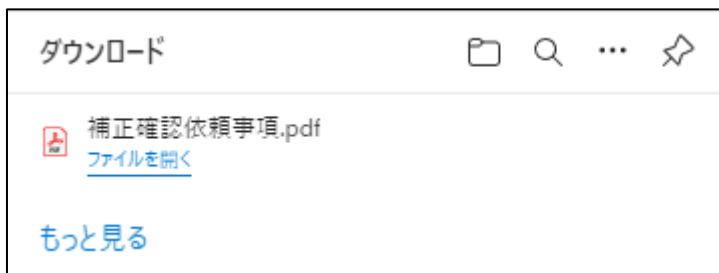 ダウンロード
補正確認依頼事項.pdf
ファイルを開く
もっと見る